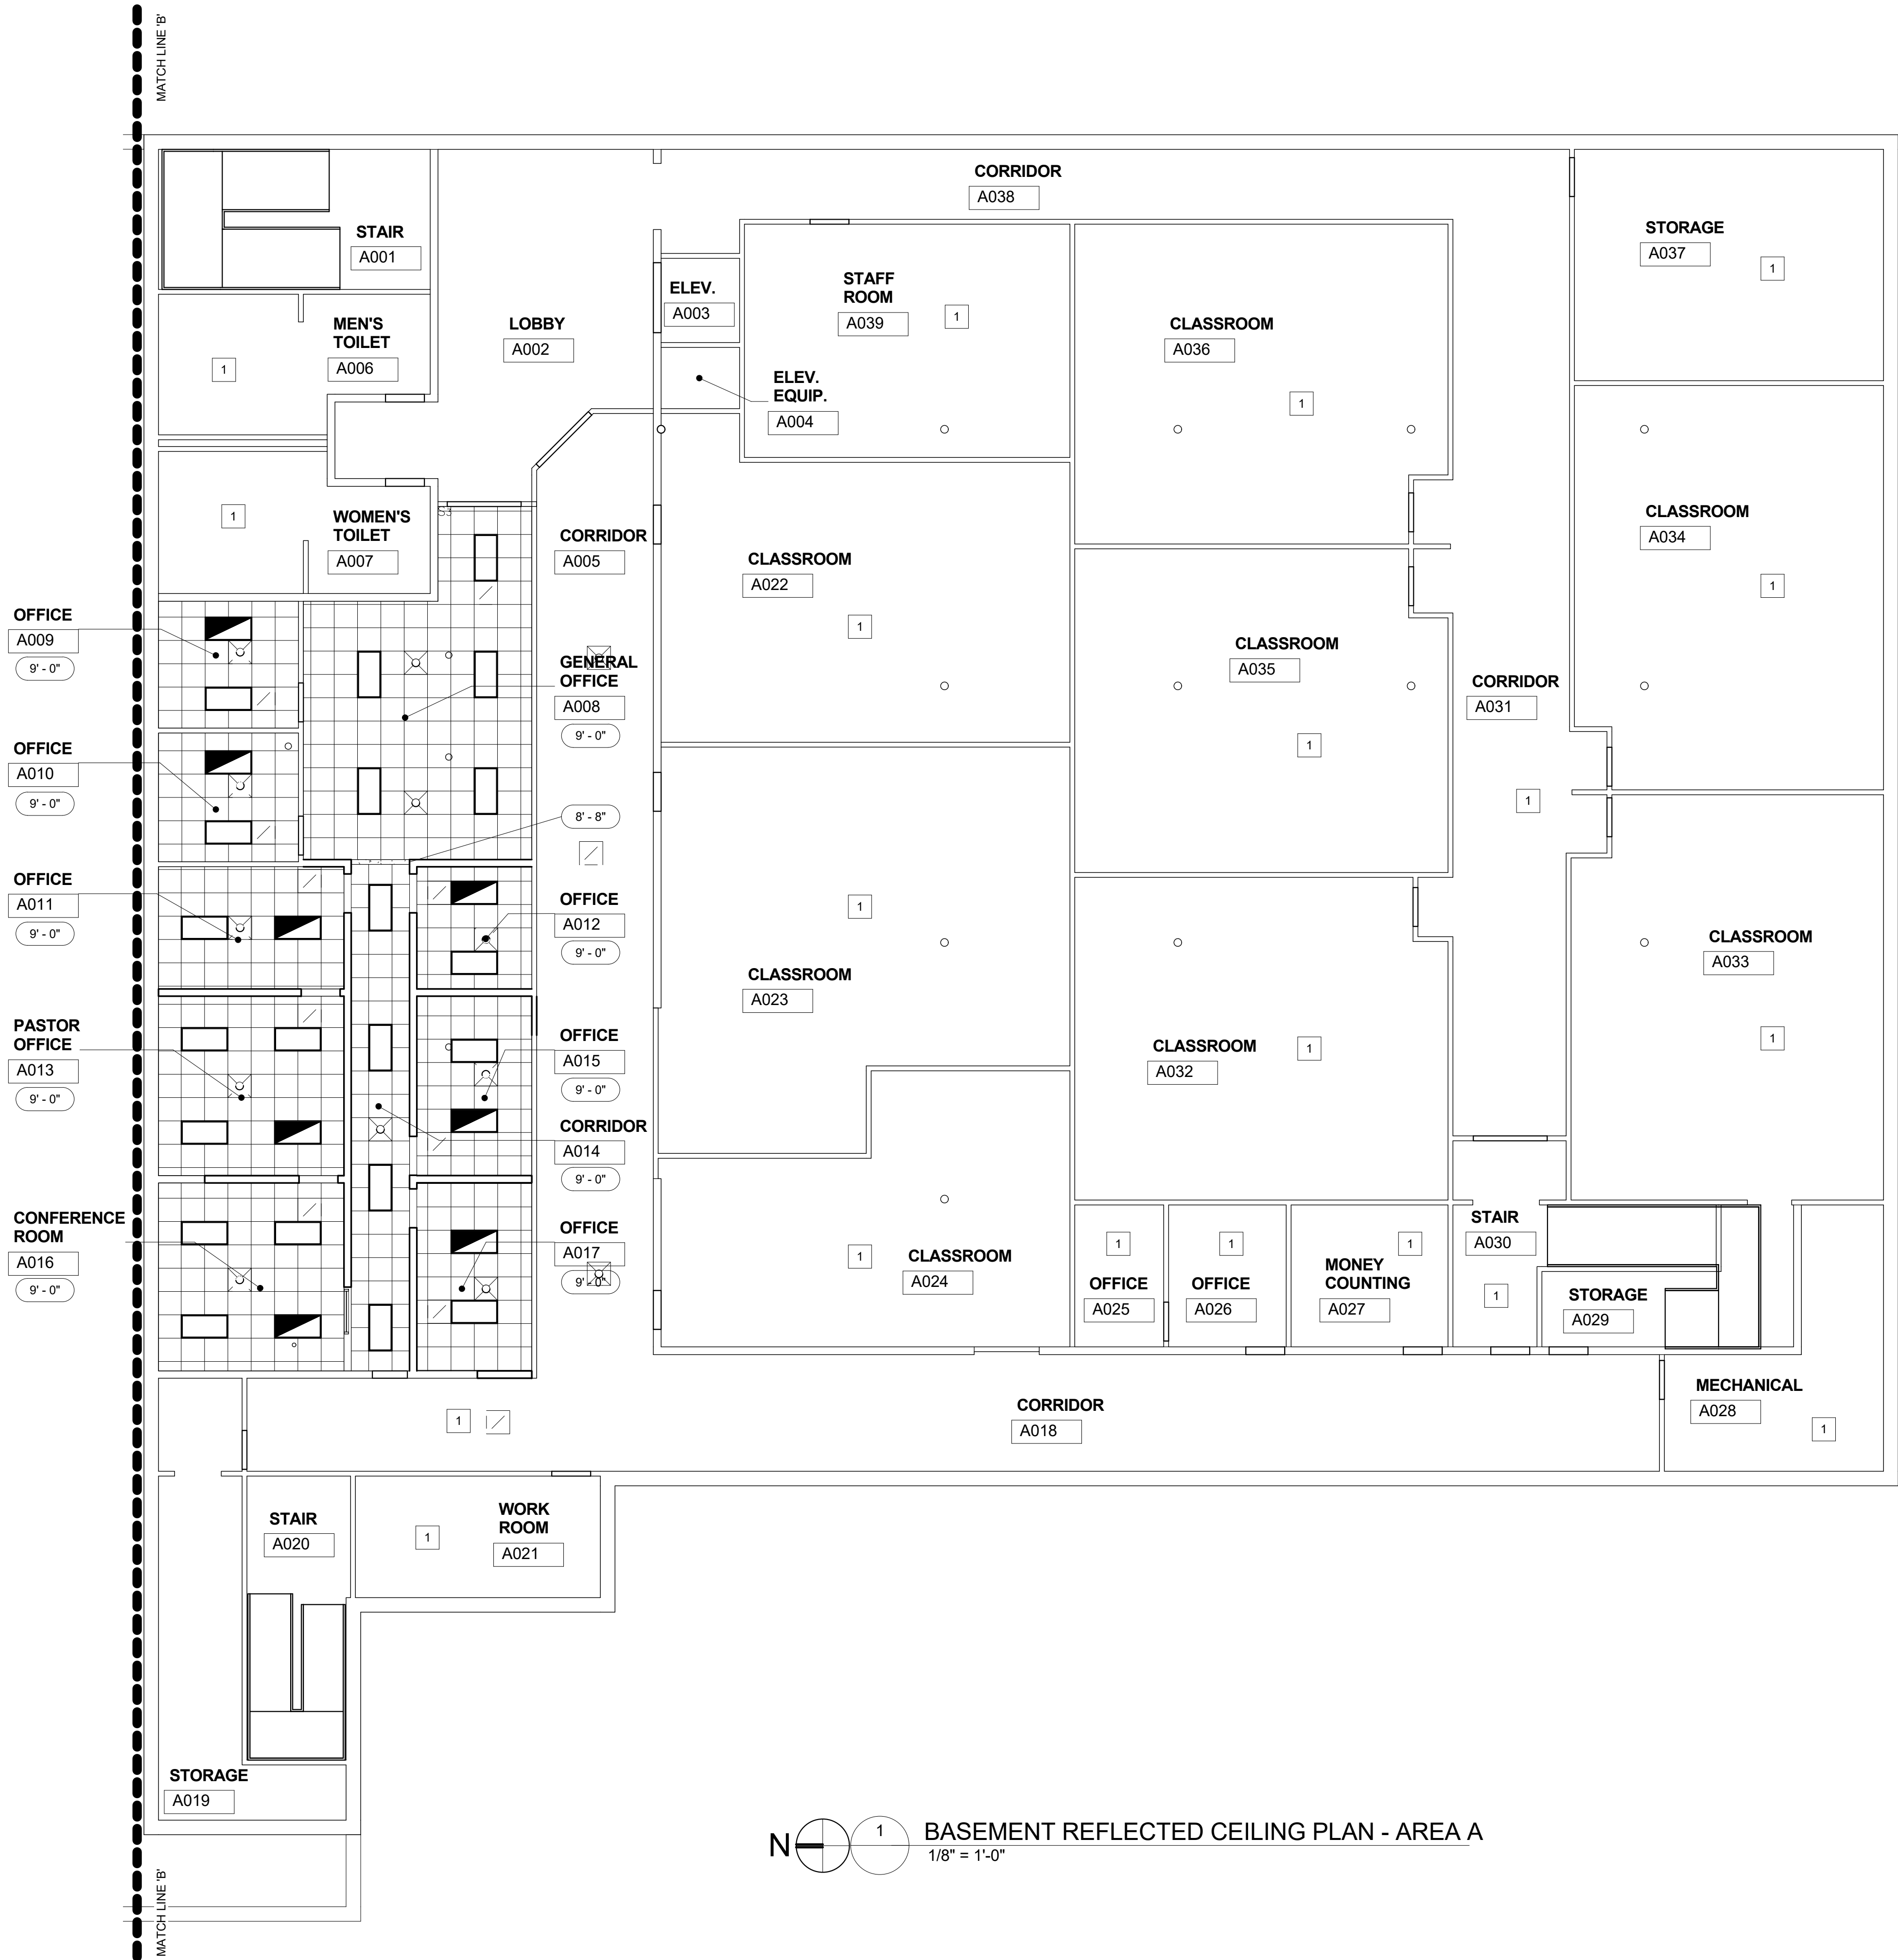 MATCH LINE 'B'
CORRIDOR
A038
STAIR
A001
STORAGE
A037
1
ELEV.
A003
STAFF
ROOM
A039
1
MEN'S
TOILET
A006
1
LOBBY
A002
CLASSROOM
A036
1
ELEV.
EQUIP.
A004
WOMEN'S
TOILET
A007
1
CORRIDOR
A005
CLASSROOM
A022
1
CLASSROOM
A034
1
OFFICE
A009
9' - 0"
GENERAL
OFFICE
A008
9' - 0"
CLASSROOM
A035
1
CORRIDOR
A031
1
OFFICE
A010
9' - 0"
8' - 8"
OFFICE
A011
9' - 0"
OFFICE
A012
9' - 0"
1
CLASSROOM
A023
CLASSROOM
A033
1
PASTOR
OFFICE
A013
9' - 0"
OFFICE
A015
9' - 0"
CLASSROOM
A032
1
CORRIDOR
A014
9' - 0"
CONFERENCE
ROOM
A016
9' - 0"
OFFICE
A017
9' - 0"
1
CLASSROOM
A024
1
OFFICE
A025
1
OFFICE
A026
1
MONEY
COUNTING
A027
STAIR
A030
1
STORAGE
A029
MECHANICAL
A028
1
1
CORRIDOR
A018
STAIR
A020
1
WORK
ROOM
A021
STORAGE
A019
N
1
BASEMENT REFLECTED CEILING PLAN - AREA A
1/8" = 1'-0"
MATCH LINE 'B'